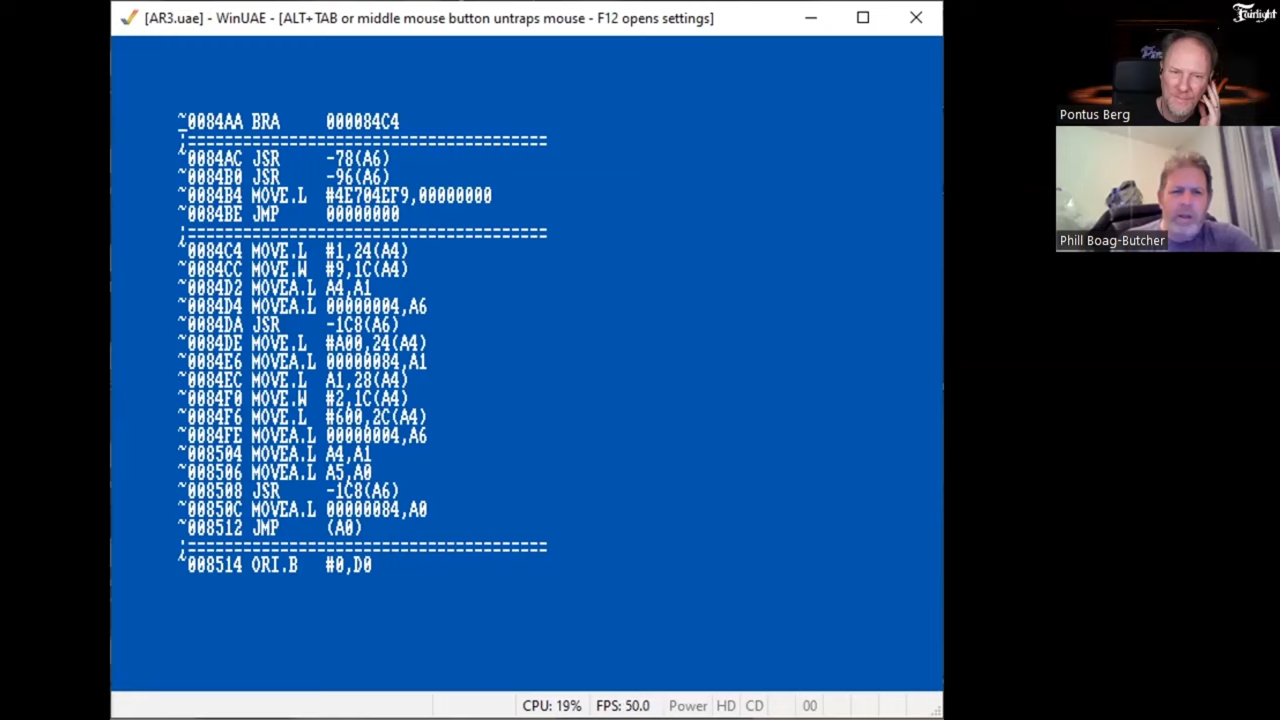 [AR3.uae] - WinUAE - [ALT+TAB or middle mouse button untraps mouse - F12 opens settings]
~0084AA BRA 000084C4
;=======================================
~0084AC JSR -78(A6)
~0084B0 JSR -96(A6)
~0084B4 MOVE.L #4E704EF9,00000000
~0084BE JMP 00000000
;=======================================
~0084C4 MOVE.L #1,24(A4)
~0084CC MOVE.W #9,1C(A4)
~0084D2 MOVEA.L A4,A1
~0084D4 MOVEA.L 00000004,A6
~0084DA JSR -1C8(A6)
~0084DE MOVE.L #A00,24(A4)
~0084E6 MOVEA.L 00000084,A1
~0084EC MOVE.L A1,28(A4)
~0084F0 MOVE.W #2,1C(A4)
~0084F6 MOVE.L #600,2C(A4)
~0084FE MOVEA.L 00000004,A6
~008504 MOVEA.L A4,A1
~008506 MOVEA.L A5,A0
~008508 JSR -1C8(A6)
~00850C MOVEA.L 00000084,A0
~008512 JMP (A0)
;=======================================
~008514 ORI.B #0,D0
CPU: 19% FPS: 50.0 Power HD CD 00
Fairlight
Pontus Berg
Phill Boag-Butcher